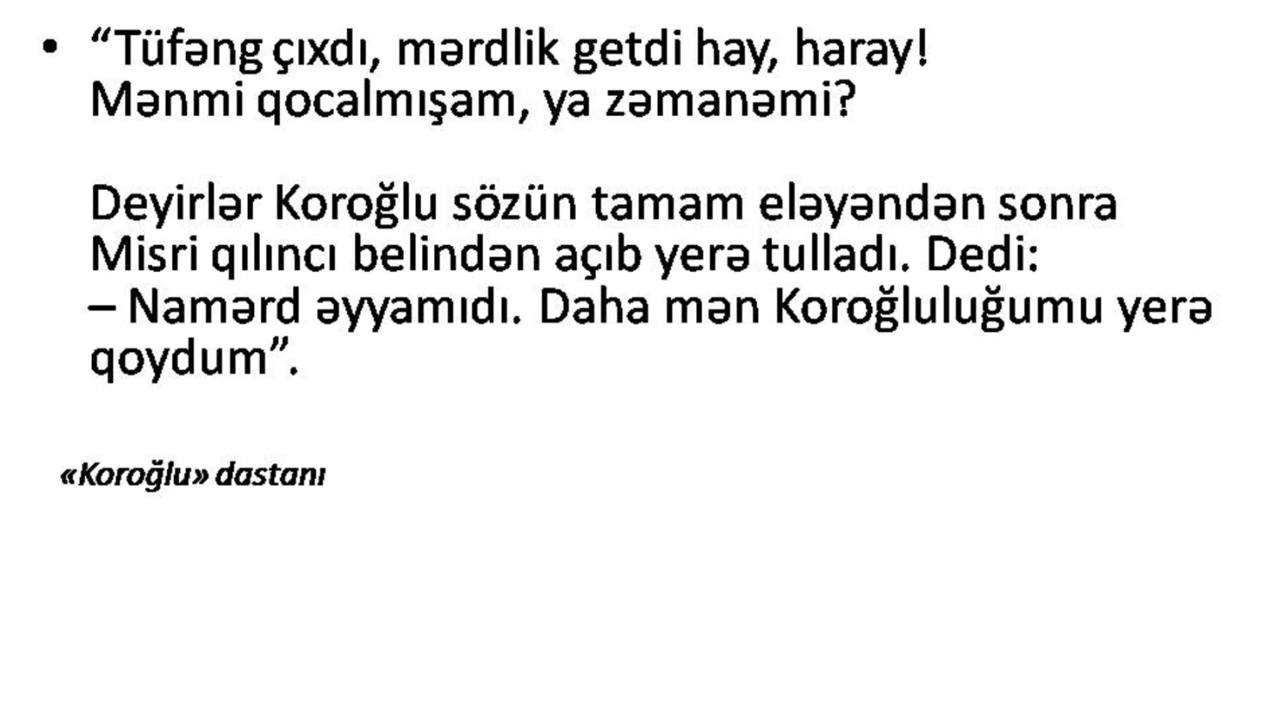 • “Tüfəng çıxdı, mərdlik getdi hay, haray!
Mənmi qocalmışam, ya zəmanəmi?
Deyirlər Koroğlu sözün tamam eləyəndən sonra
Misri qılıncı belindən açıb yerə tulladı. Dedi:
– Namərd əyyamıdı. Daha mən Koroğluluğumu yerə
qoydum”.
«Koroğlu» dastanı